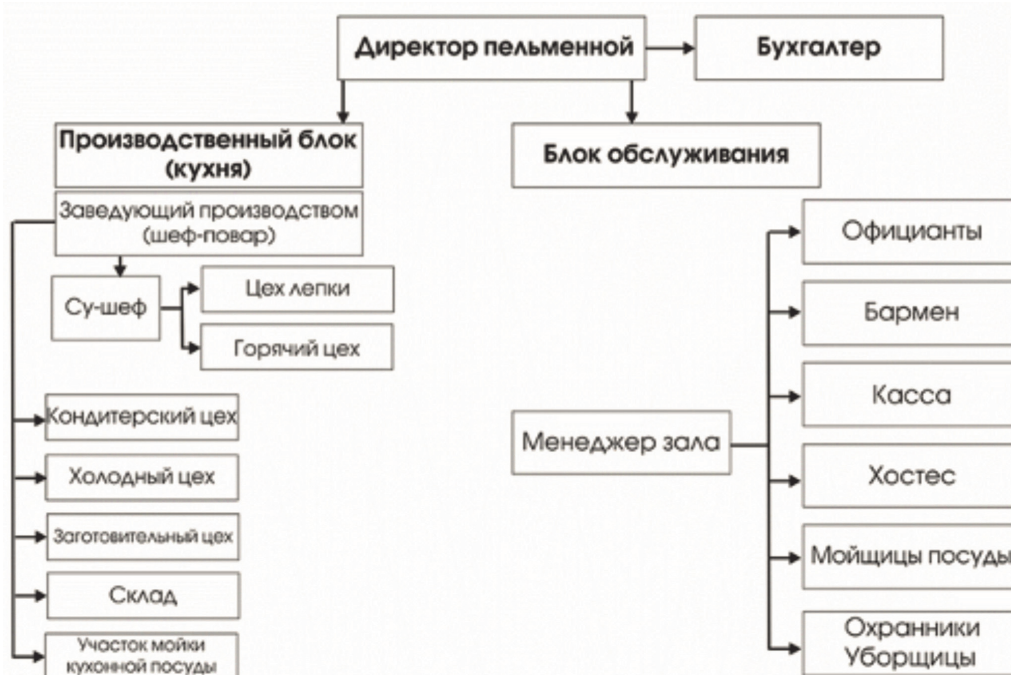 Директор пельменной
Бухгалтер
Производственный блок
(кухня)
Блок обслуживания
Заведующий производством
(шеф-повар)
Су-шеф
Цех лепки
Горячий цех
Кондитерский цех
Холодный цех
Заготовительный цех
Склад
Участок мойки
кухонной посуды
Менеджер зала
Официанты
Бармен
Касса
Хостес
Мойщицы посуды
Охранники
Уборщицы